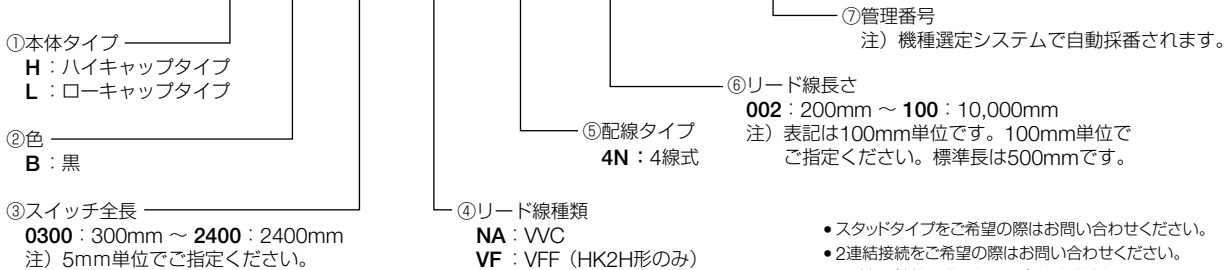 ①本体タイプ
H：ハイキャップタイプ
L：ローキャップタイプ
②色
B：黒
③スイッチ全長
0300：300mm ～ 2400：2400mm
注）5mm単位でご指定ください。
④リード線種類
NA：VVC
VF：VFF（HK2H形のみ）
⑤配線タイプ
4N：4線式
⑥リード線長さ
002：200mm ～ 100：10,000mm
注）表記は100mm単位です。100mm単位で
ご指定ください。標準長は500mmです。
⑦管理番号
注）機種選定システムで自動採番されます。
●スタッドタイプをご希望の際はお問い合わせください。
●2連結接続をご希望の際はお問い合わせください。